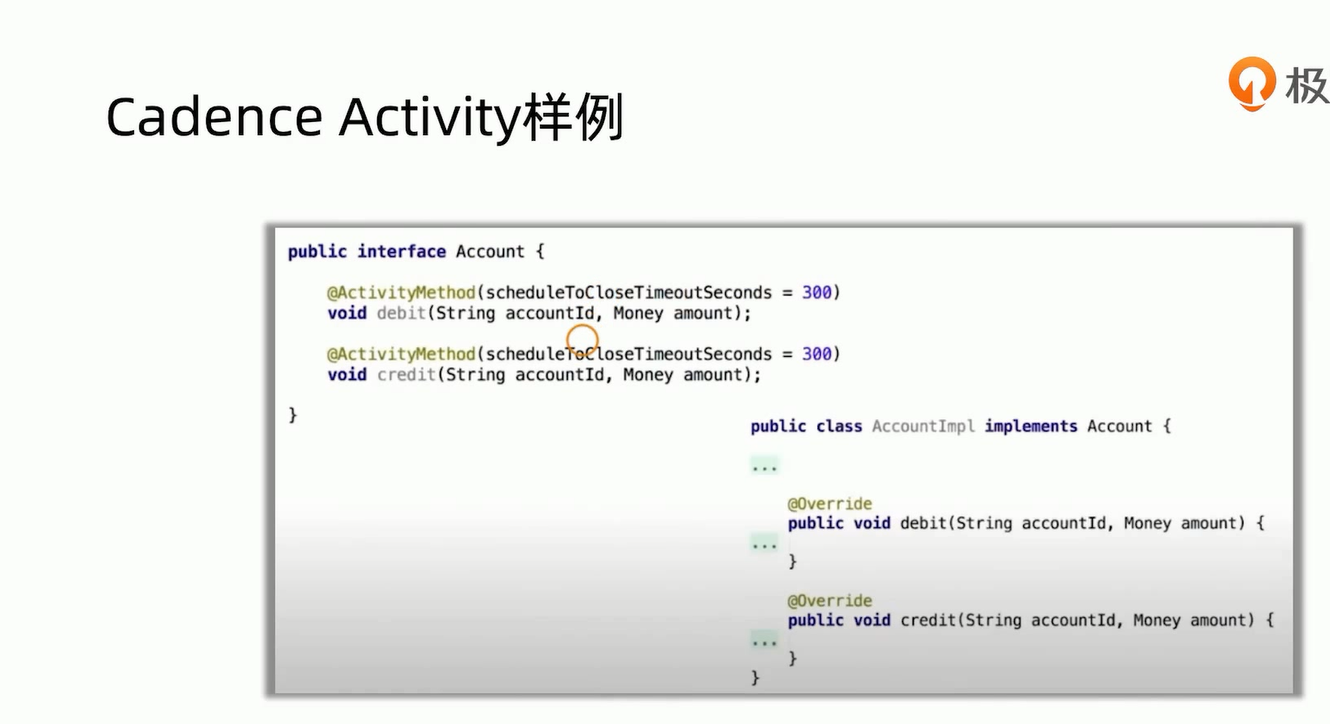 Cadence Activity样例
极
public interface Account {
@ActivityMethod(scheduleToCloseTimeoutSeconds = 300)
void debit(String accountId, Money amount);
@ActivityMethod(scheduleToCloseTimeoutSeconds = 300)
void credit(String accountId, Money amount);
}
public class AccountImpl implements Account {
...
@Override
public void debit(String accountId, Money amount) {
...
}
@Override
public void credit(String accountId, Money amount) {
...
}
}